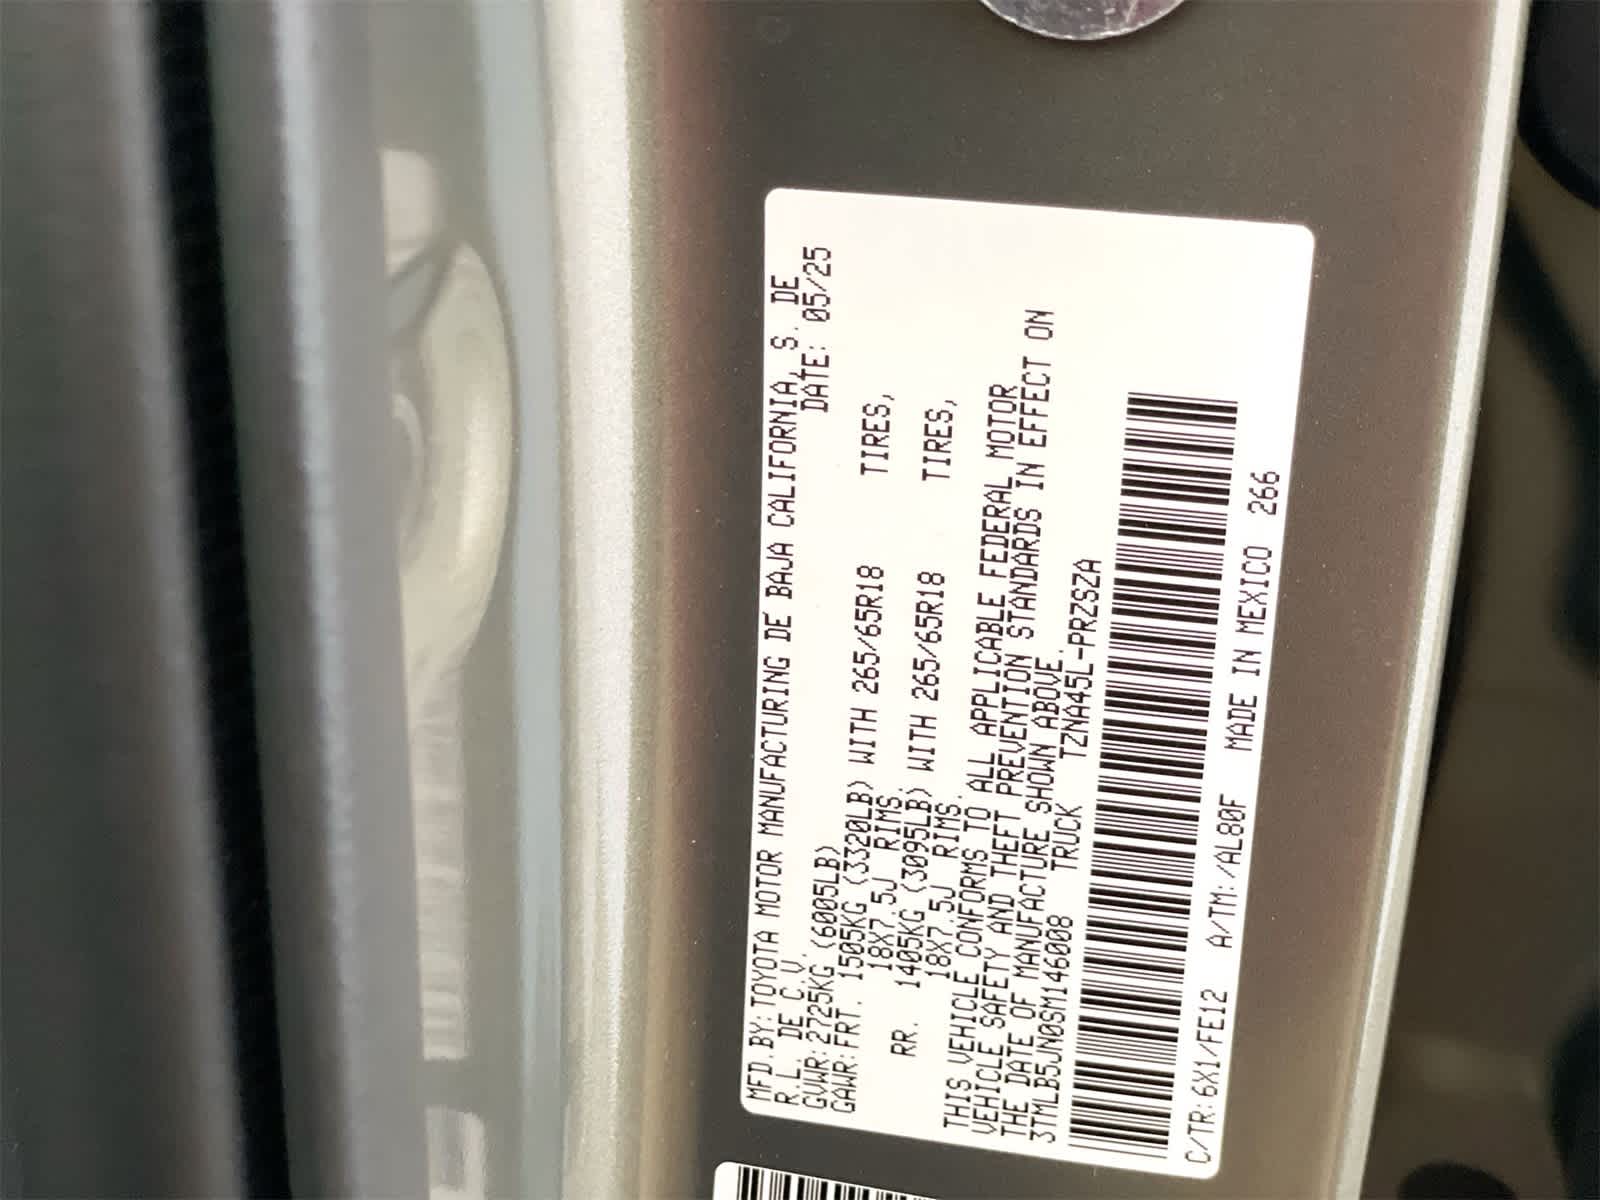 MFD.BY:TOYOTA MOTOR MANUFACTURING DE BAJA CALIFORNIA, S. DE
R.L. DE C.V. DATE: 05/25
GVWR:2725KG (6005LB)
GAWR:FRT. 1505KG (3320LB) WITH 265/65R18 TIRES,
18X7.5J RIMS.
RR. 1405KG (3095LB) WITH 265/65R18 TIRES,
18X7.5J RIMS.
THIS VEHICLE CONFORMS TO ALL APPLICABLE FEDERAL MOTOR
VEHICLE SAFETY AND THEFT PREVENTION STANDARDS IN EFFECT ON
THE DATE OF MANUFACTURE SHOWN ABOVE.
3TMLB5JN0SM146008 TRUCK TZNA45L-PRZSZA
C/TR:6X1/FE12 A/TM:/AL80F MADE IN MEXICO 266